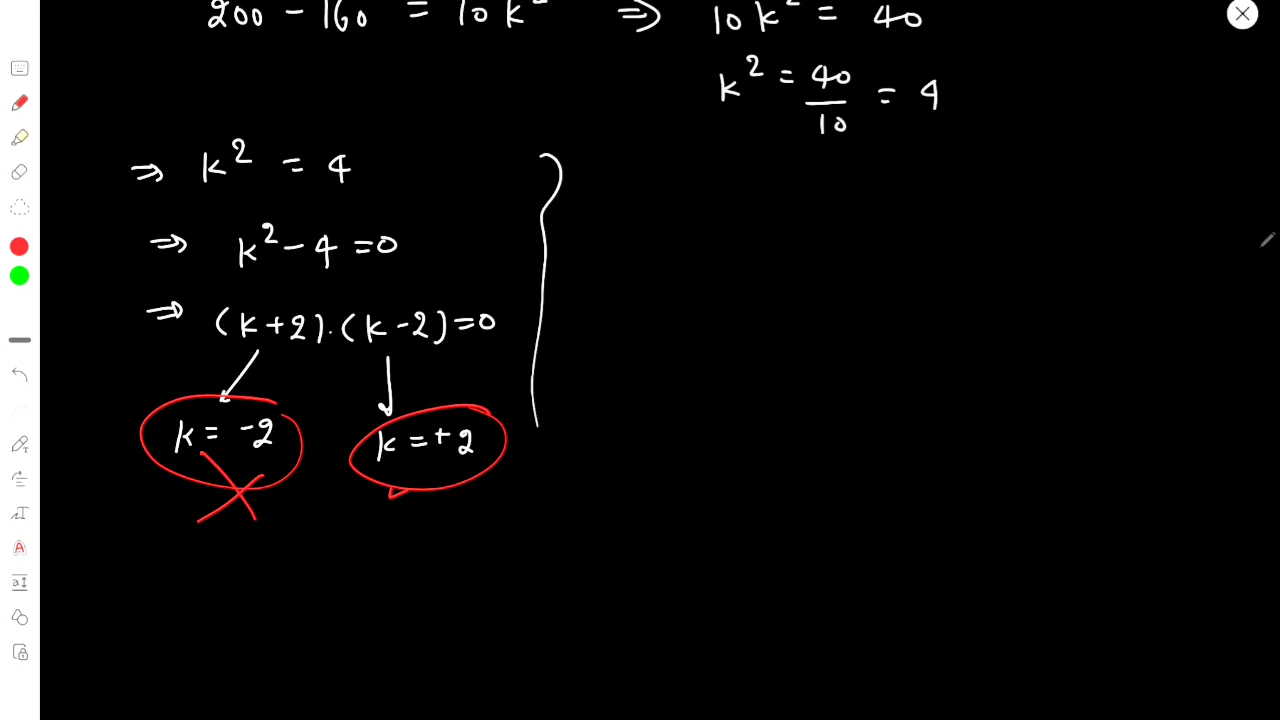 200 - 160 = 10 k² ⇒ 10 k² = 40
k² = 40/10 = 4
⇒ k² = 4
⇒ k² - 4 = 0
⇒ (k + 2) . (k - 2) = 0
k = -2 k = +2